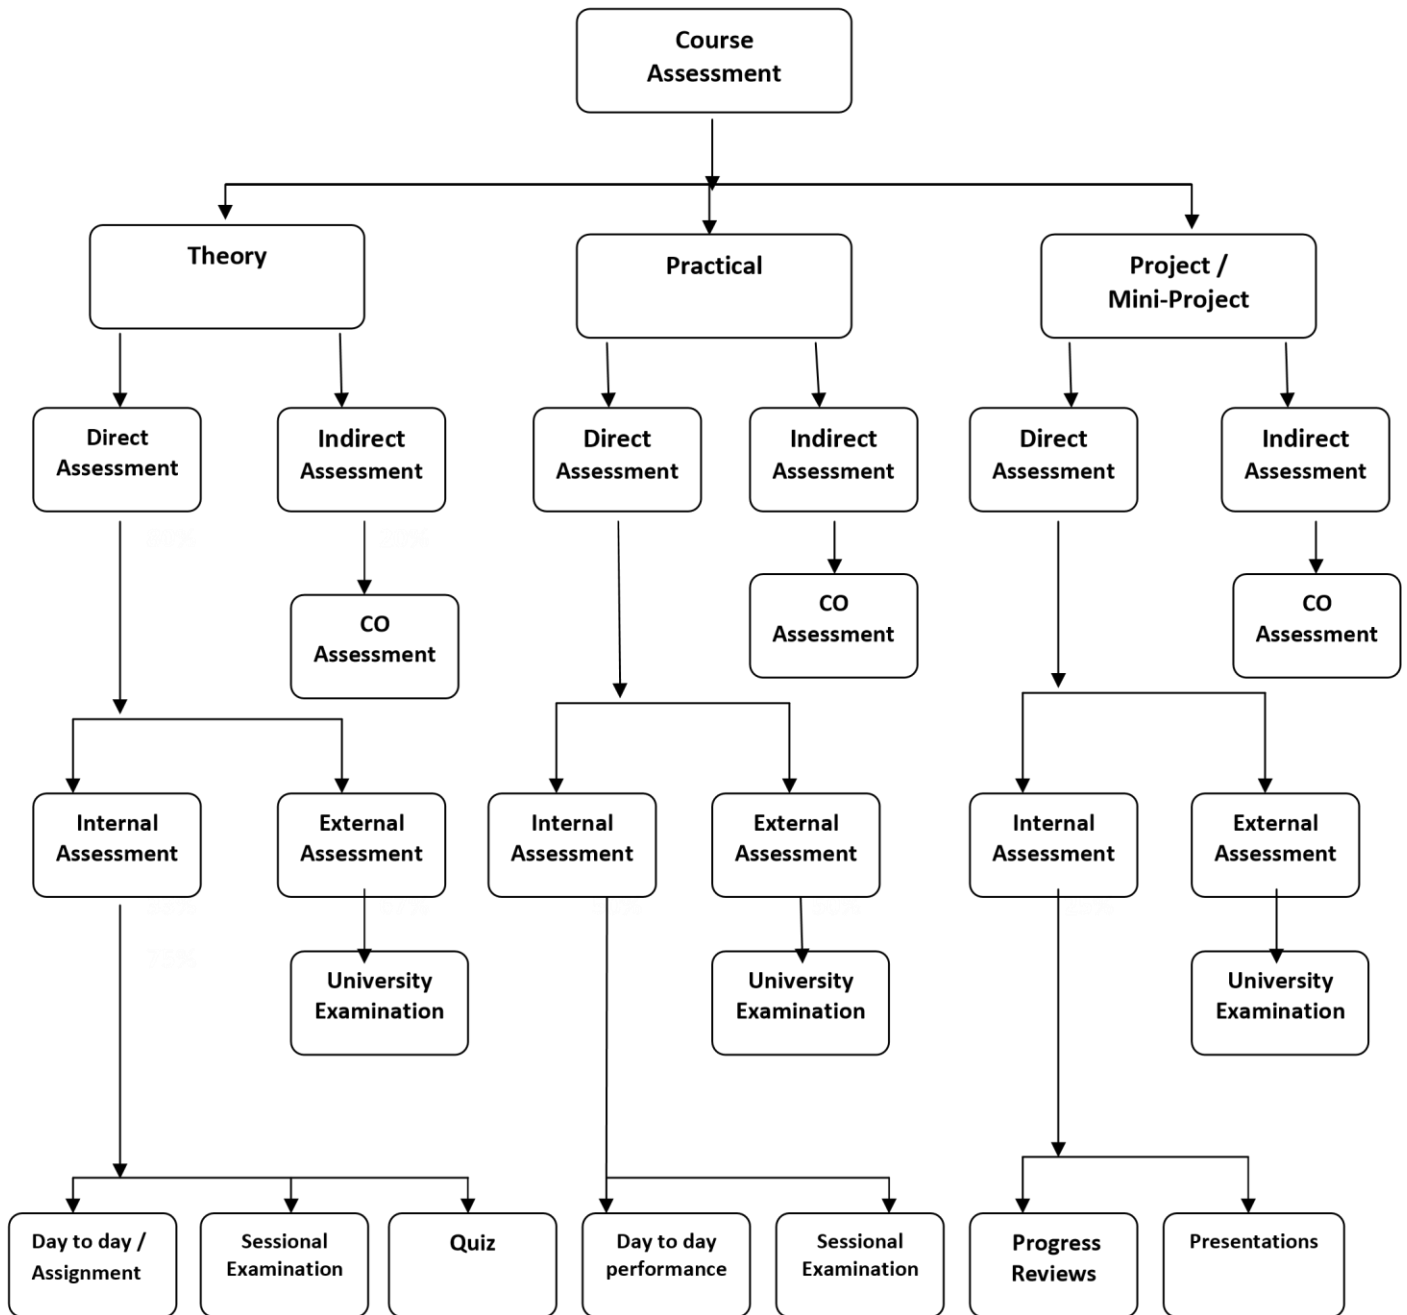 Course
Assessment
Theory
Practical
Project /
Mini-Project
Direct
Assessment
Indirect
Assessment
Direct
Assessment
Indirect
Assessment
Direct
Assessment
Indirect
Assessment
CO
Assessment
CO
Assessment
CO
Assessment
Internal
Assessment
External
Assessment
Internal
Assessment
External
Assessment
Internal
Assessment
External
Assessment
University
Examination
University
Examination
University
Examination
Day to day /
Assignment
Sessional
Examination
Quiz
Day to day
performance
Sessional
Examination
Progress
Reviews
Presentations